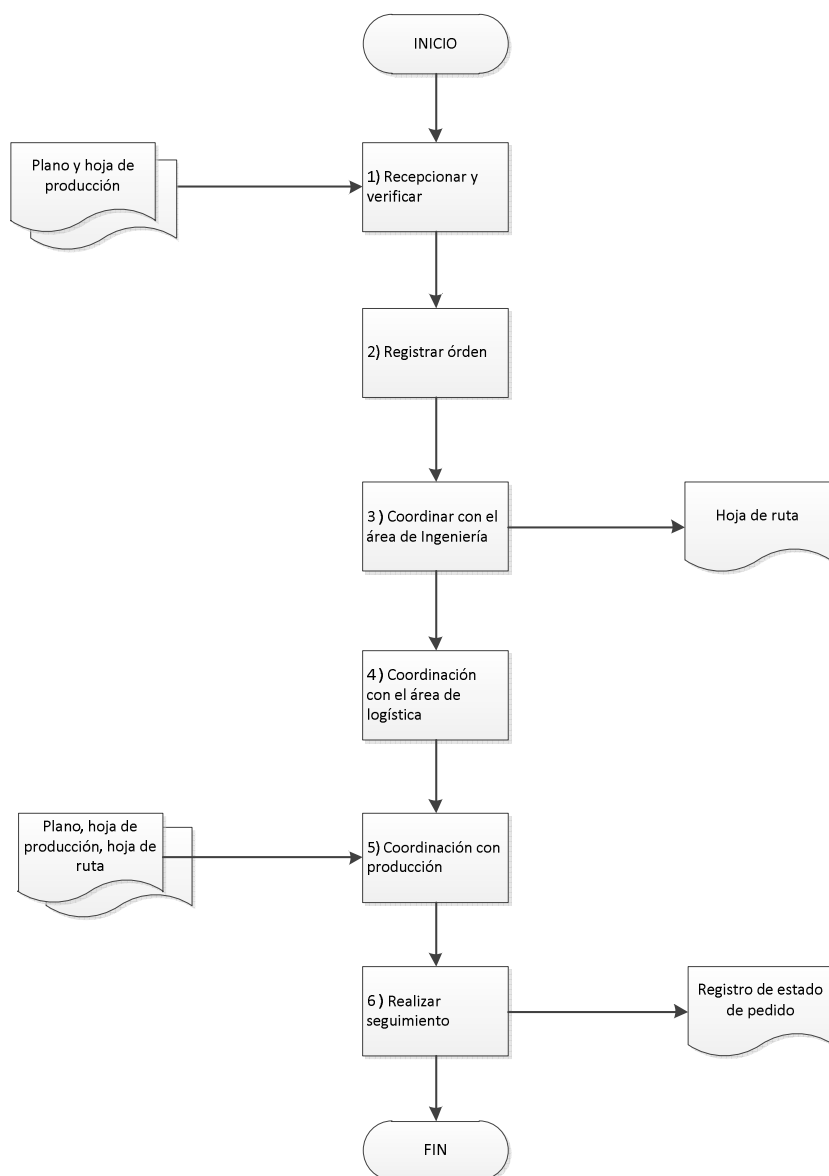 INICIO
Plano y hoja de
producción
1) Recepcionar y
verificar
2) Registrar órden
3) Coordinar con el
área de Ingeniería
Hoja de ruta
4) Coordinación
con el área de
logística
Plano, hoja de
producción, hoja de
ruta
5) Coordinación con
producción
6) Realizar
seguimiento
Registro de estado
de pedido
FIN